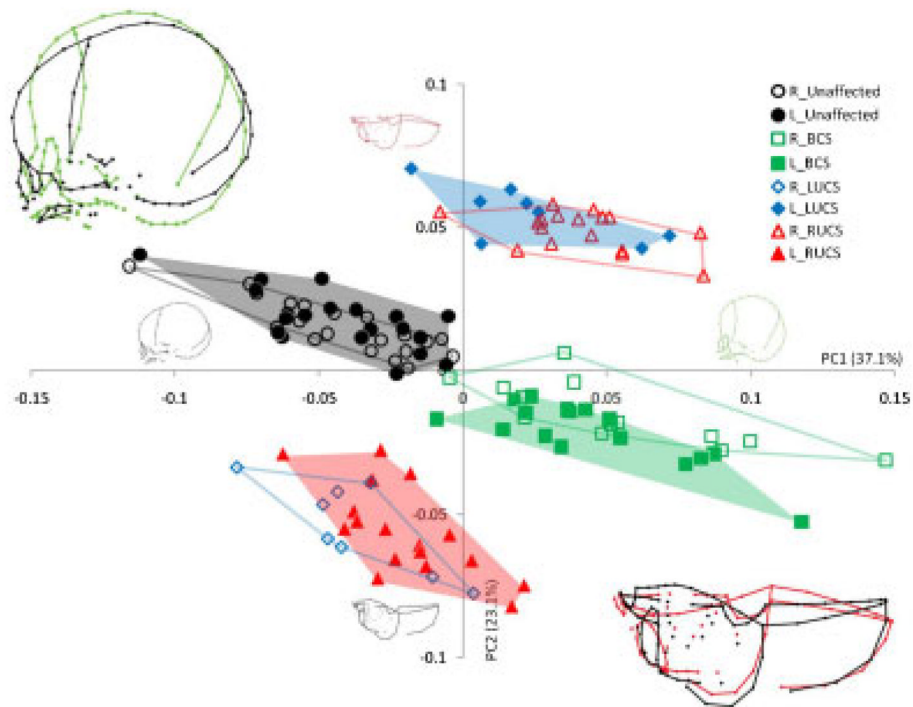 0.1
R_Unaffected
L_Unaffected
R_BCS
L_BCS
R_LUCS
L_LUCS
R_RUCS
L_RUCS
0.05
PC1 (37.1%)
-0.15
-0.1
-0.05
0
0.05
0.1
0.15
-0.05
PC2 (23.1%)
-0.1